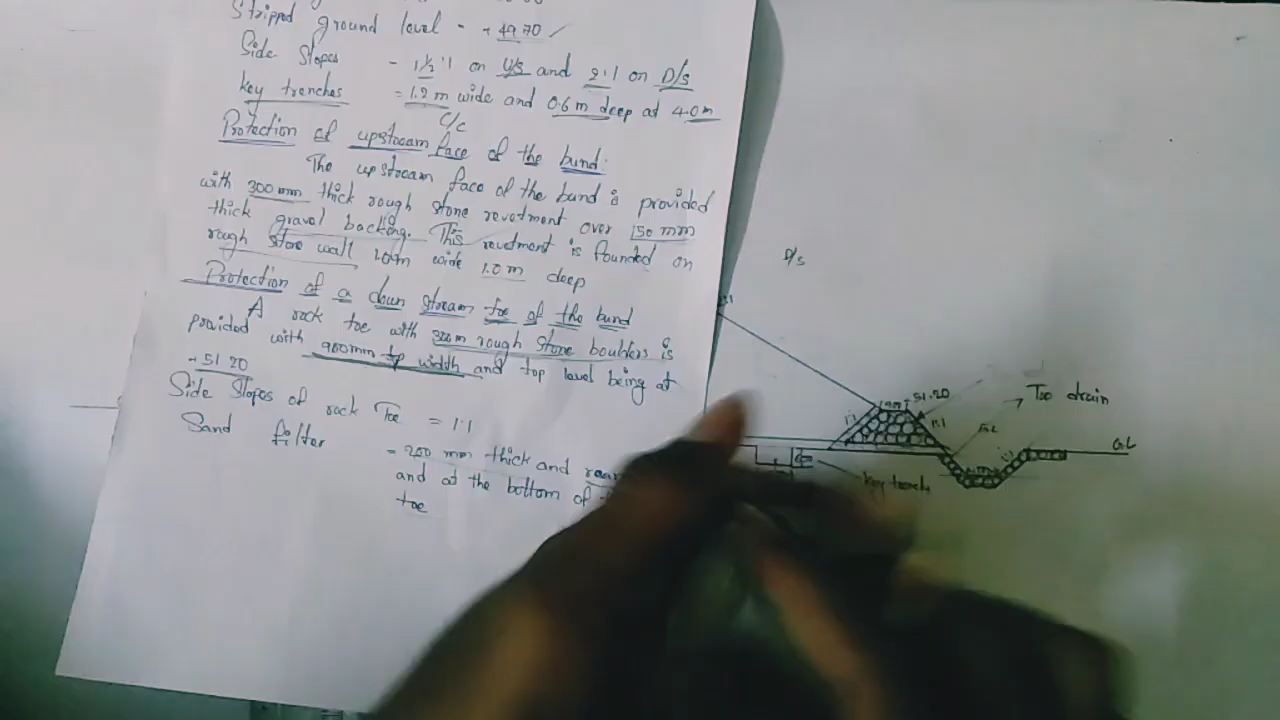 Stripped ground level - +49.70
Side Slopes - 1½:1 on U/s and 2:1 on D/s
Key trenches = 1.2 m wide and 0.6 m deep at 4.0 m
C/C
Protection of upstream face of the bund:
The upstream face of the bund is provided
with 300 mm thick rough stone revetment over 150 mm
thick gravel backing. This revetment is founded on
rough stone wall wide 1.0 m deep
Protection of a down stream toe of the bund
A rock toe with rough stone boulders is
provided with 900mm top width and top level being at
+51.20
Side Slopes of rock Toe = 1:1
Sand filter = 200 mm thick and
and at the bottom of
toe
D/s
51.20
Toe drain
1:1
1:1
G.L
1:1
G.L
Key trench